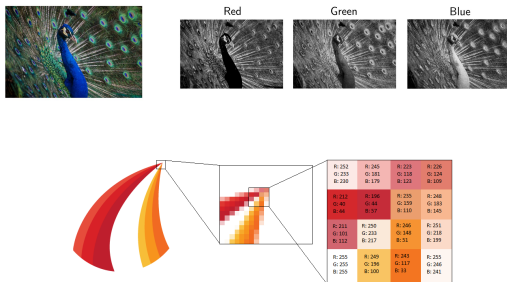 Red
Green
Blue
R: 252
G: 233
B: 230
R: 245
G: 181
B: 179
R: 223
G: 118
B: 123
R: 226
G: 124
B: 109
R: 212
G: 40
B: 44
R: 198
G: 44
B: 57
R: 235
G: 159
B: 110
R: 248
G: 183
B: 145
R: 211
G: 101
B: 112
R: 250
G: 233
B: 217
R: 246
G: 148
B: 51
R: 251
G: 218
B: 199
R: 255
G: 255
B: 255
R: 249
G: 196
B: 100
R: 243
G: 117
B: 33
R: 255
G: 246
B: 241